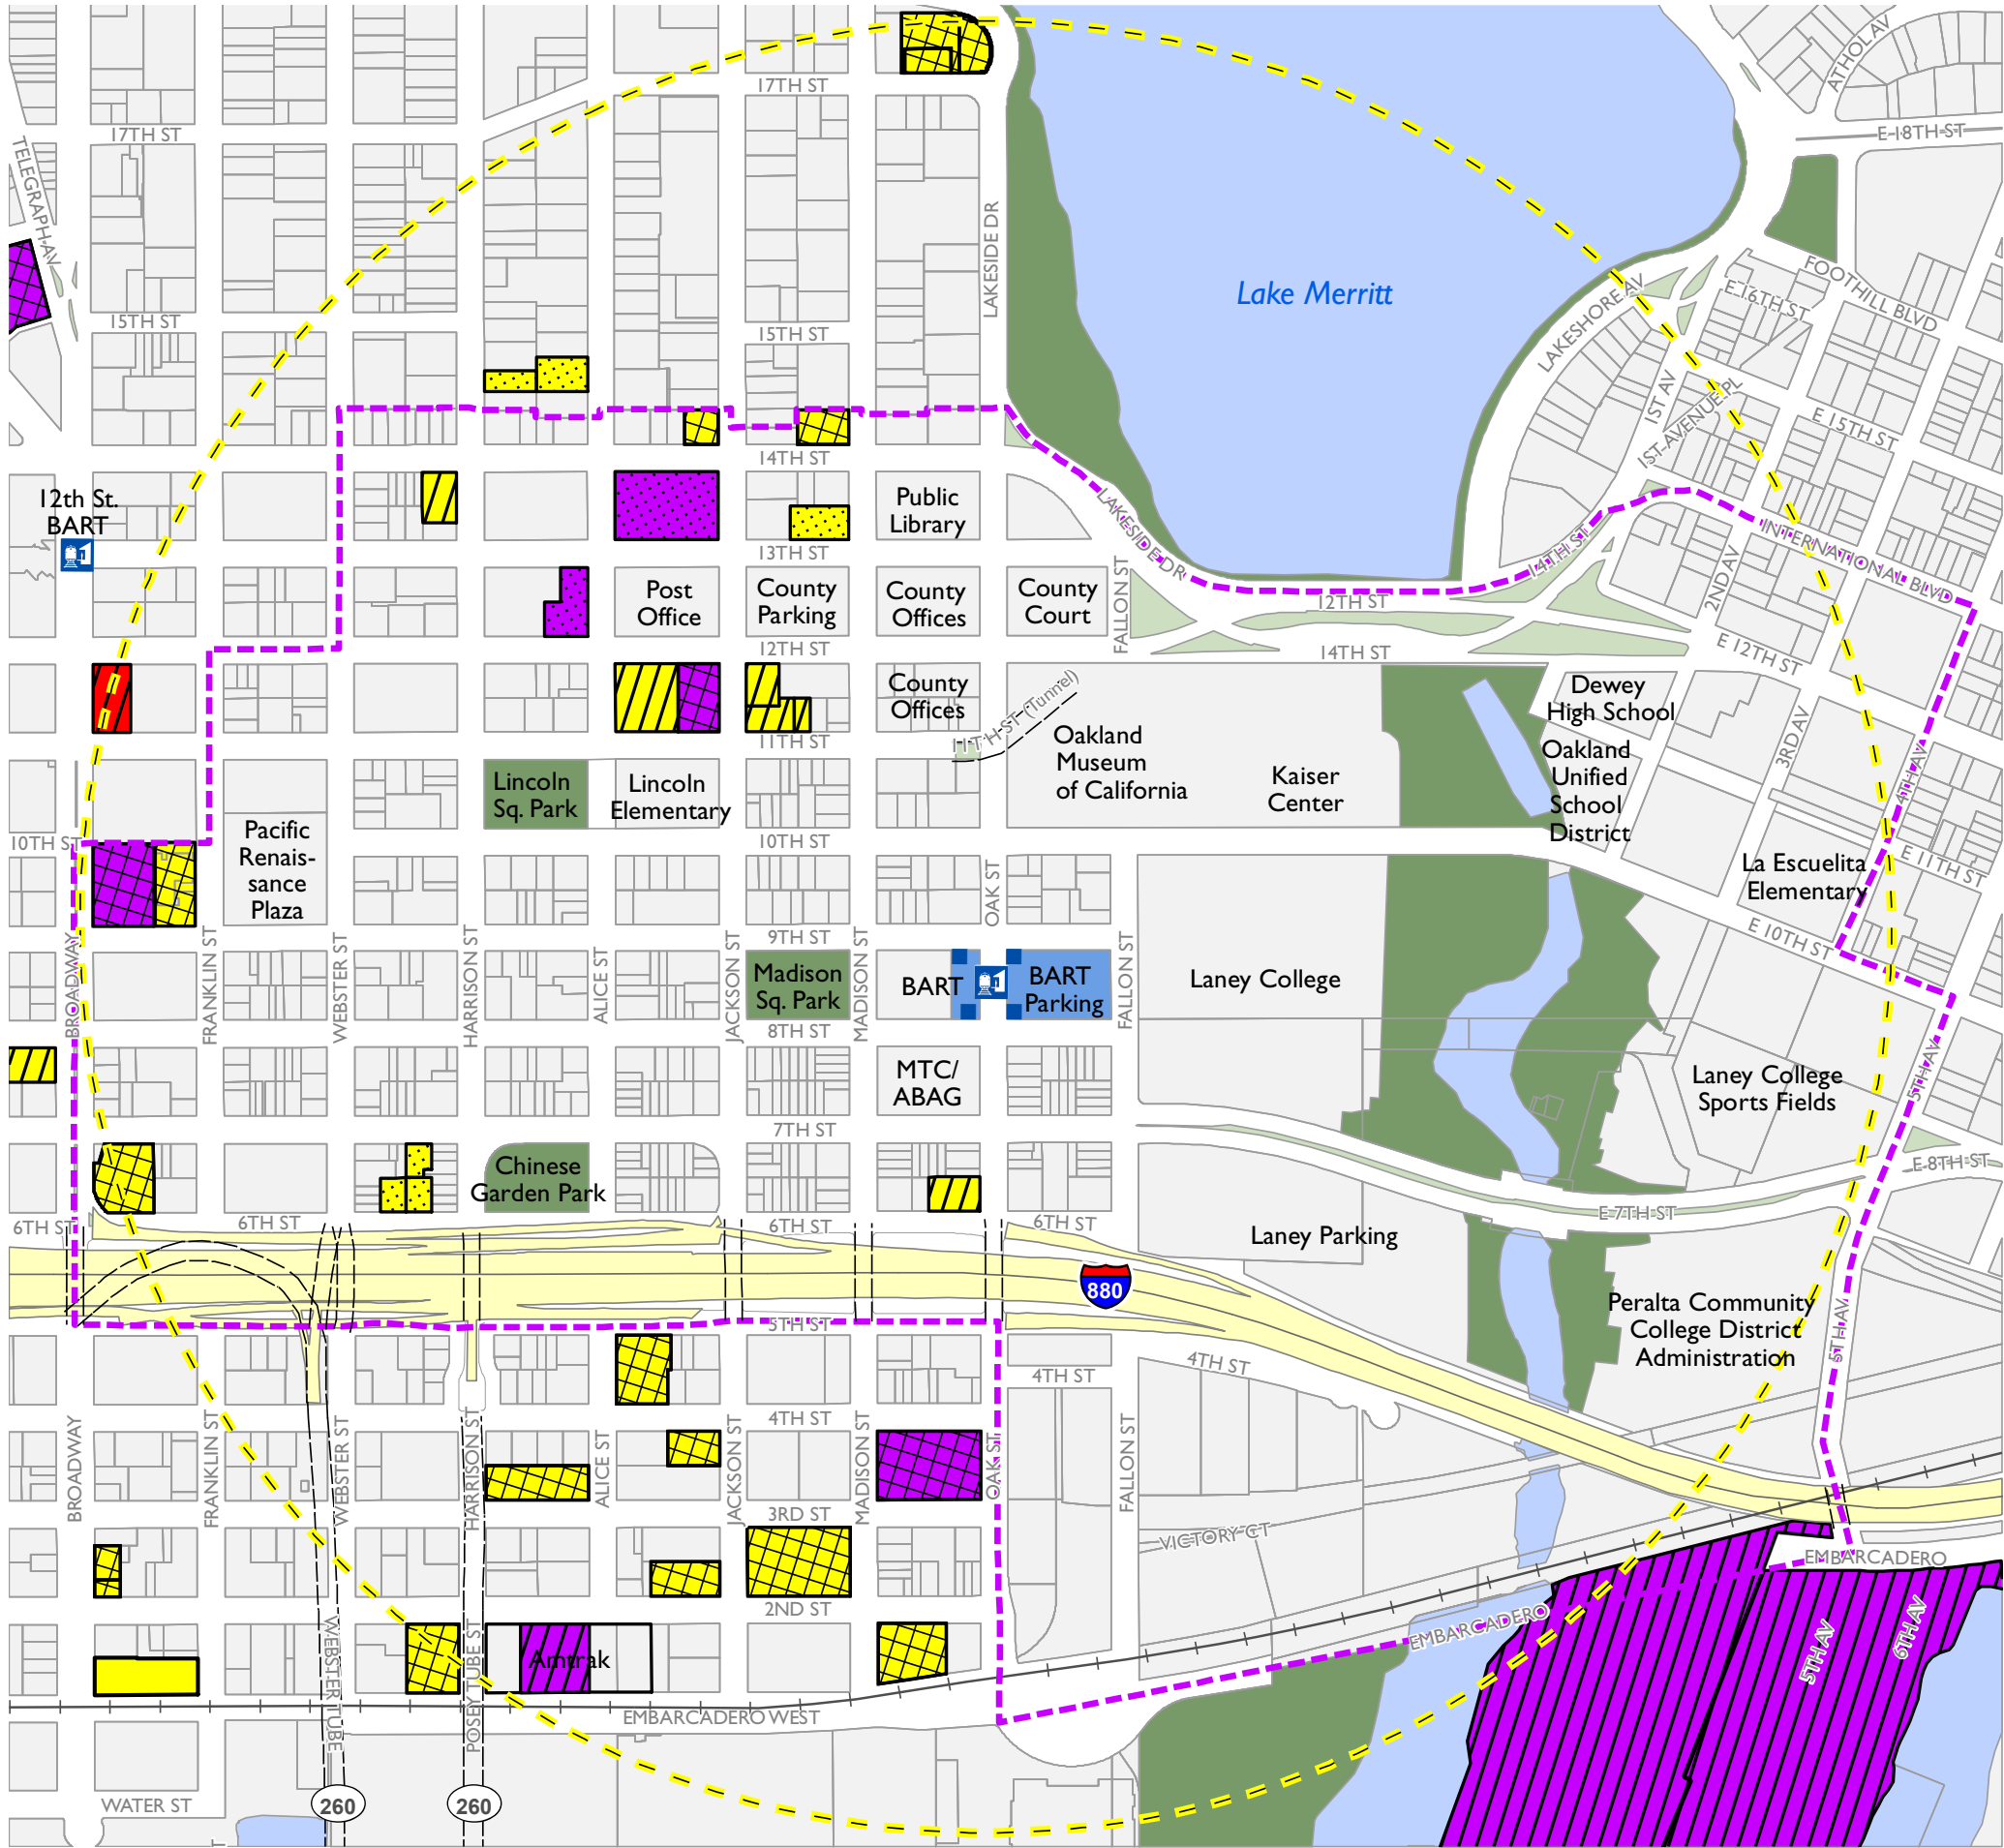 ATHOL AV
17TH ST
E 18TH ST
17TH ST
TELEGRAPH AV
LAKESIDE DR
Lake Merritt
FOOTHILL BLVD
E 16TH ST
LAKESHORE AV
15TH ST
15TH ST
1ST AV
1ST AVENUE PL
E 15TH ST
14TH ST
12th St.
BART
Public
Library
LAKESIDE DR
14TH ST
INTERNATIONAL BLVD
13TH ST
2ND AV
Post
Office
County
Parking
County
Offices
County
Court
FALLON ST
12TH ST
12TH ST
14TH ST
E 12TH ST
County
Offices
11TH ST (Tunnel)
Dewey
High School
11TH ST
Oakland
Museum
of California
Kaiser
Center
Oakland
Unified
School
District
3RD AV
4TH AV
Lincoln
Sq. Park
Lincoln
Elementary
10TH ST
Pacific
Renais-
sance
Plaza
10TH ST
OAK ST
La Escuelita
Elementary
E 11TH ST
E 10TH ST
9TH ST
BROADWAY
FRANKLIN ST
WEBSTER ST
HARRISON ST
ALICE ST
JACKSON ST
MADISON ST
FALLON ST
Madison
Sq. Park
BART
BART
Parking
Laney College
8TH ST
MTC/
ABAG
Laney College
Sports Fields
5TH AV
7TH ST
Chinese
Garden Park
E 8TH ST
6TH ST
6TH ST
6TH ST
6TH ST
E 7TH ST
Laney Parking
880
Peralta Community
College District
Administration
5TH AV
5TH ST
4TH ST
4TH ST
4TH ST
BROADWAY
FRANKLIN ST
WEBSTER ST
HARRISON ST
ALICE ST
JACKSON ST
MADISON ST
OAK ST
FALLON ST
3RD ST
VICTORY CT
EMBARCADERO
2ND ST
EMBARCADERO
5TH AV
6TH AV
WEBSTER TUBE
POSEY TUBE ST
Amtrak
EMBARCADERO WEST
WATER ST
260
260